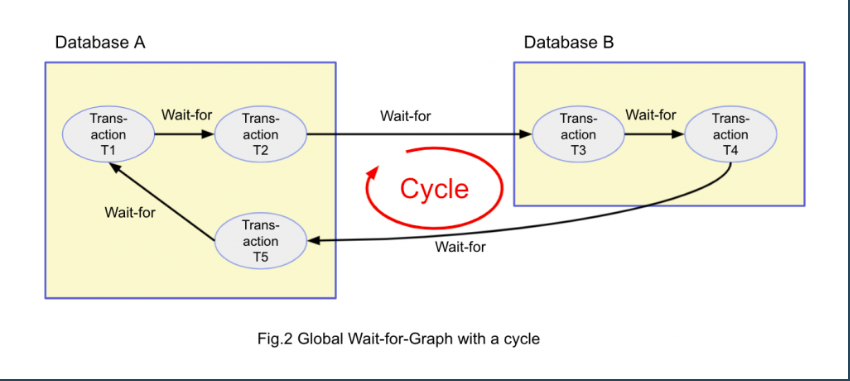 Database A
Database B
Trans-
action
T1
Wait-for
Trans-
action
T2
Wait-for
Trans-
action
T3
Wait-for
Trans-
action
T4
Cycle
Wait-for
Trans-
action
T5
Wait-for
Fig.2 Global Wait-for-Graph with a cycle